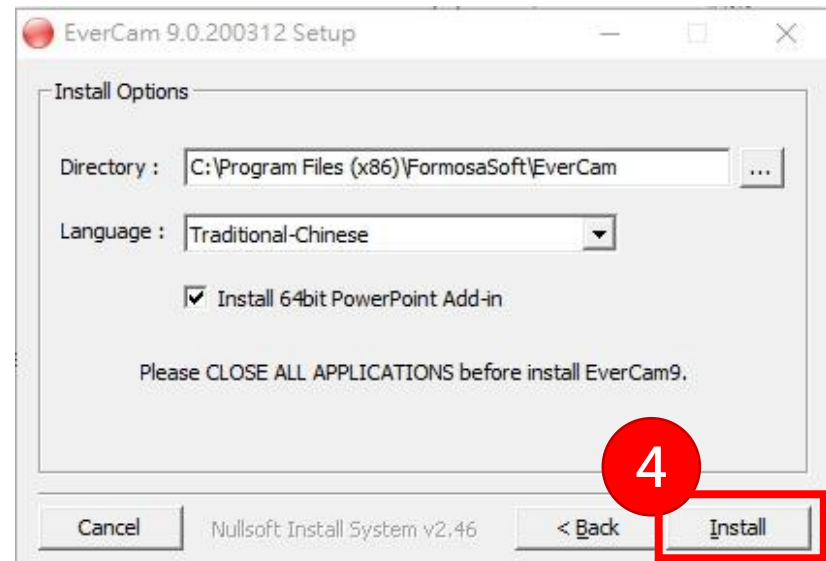 EverCam 9.0.200312 Setup
Install Options
Directory : C:\Program Files (x86)\FormosaSoft\EverCam ...
Language : Traditional-Chinese
Install 64bit PowerPoint Add-in
Please CLOSE ALL APPLICATIONS before install EverCam9.
4
Cancel Nullsoft Install System v2.46 < Back Install